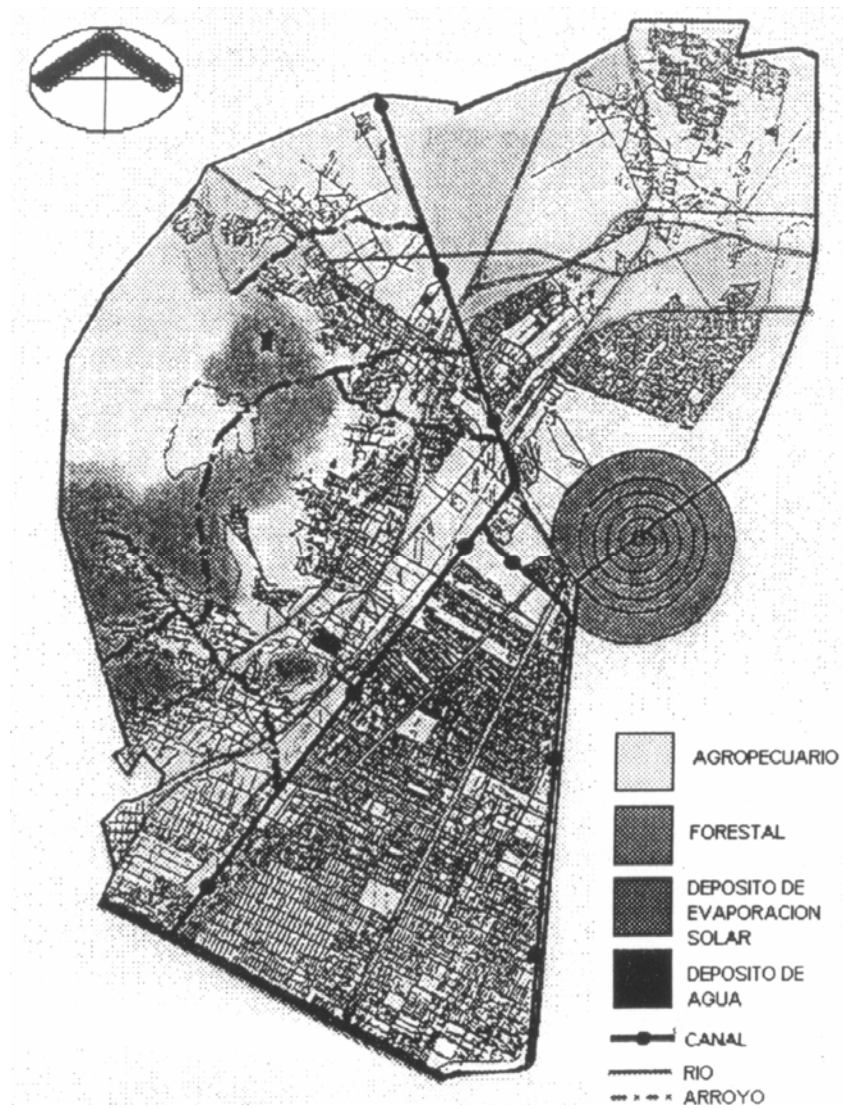 AGROPECUARIO
FORESTAL
DEPOSITO DE
EVAPORACION
SOLAR
DEPOSITO DE
AGUA
CANAL
RIO
ARROYO